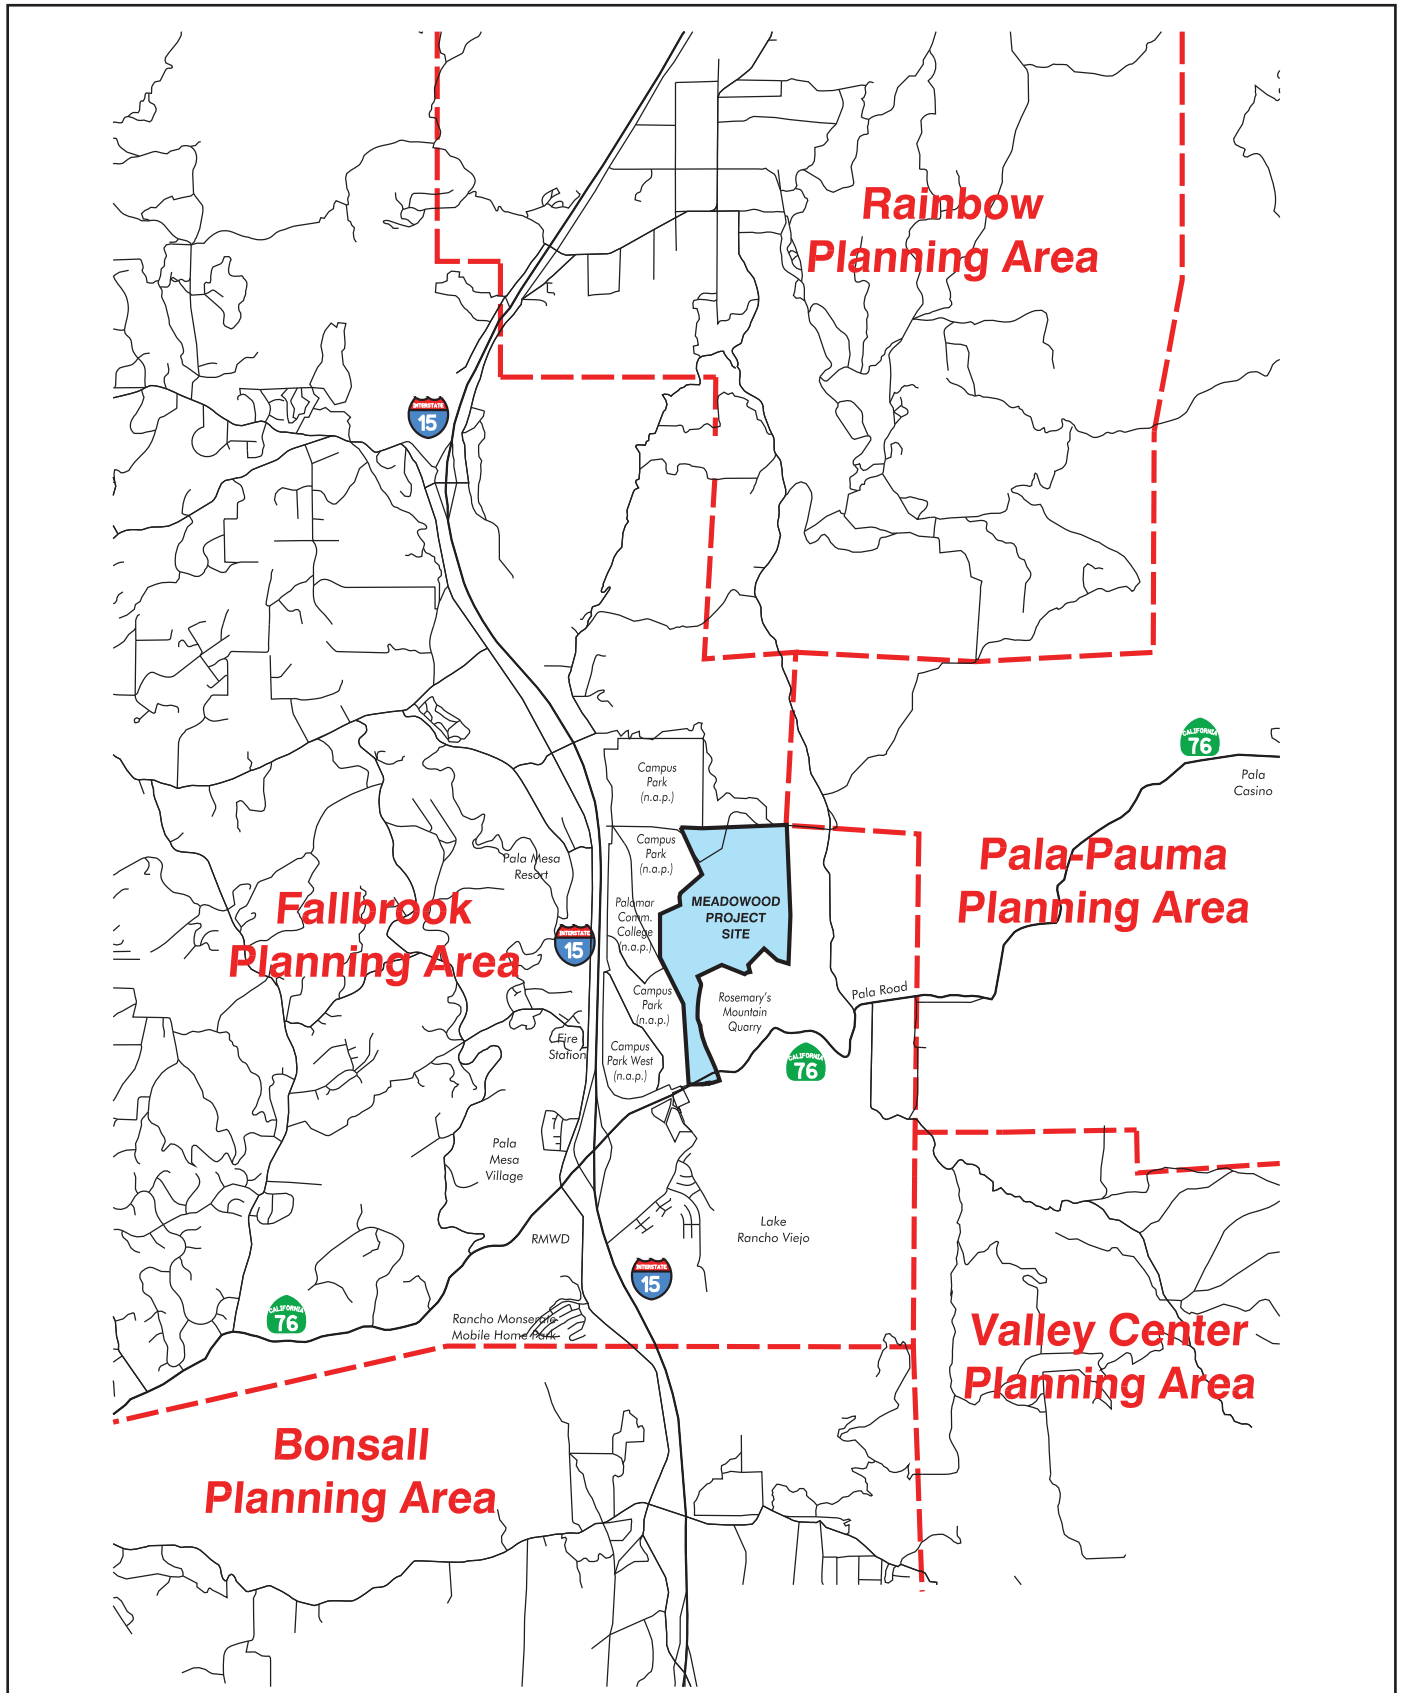 Rainbow
Planning Area
INTERSTATE
15
CALIFORNIA
76
Campus
Park
(n.a.p.)
Pala
Casino
Campus
Park
(n.a.p.)
Pala Mesa
Resort
Pala-Pauma
Planning Area
Fallbrook
Planning Area
Palomar
Comm.
College
(n.a.p.)
MEADOWOOD
PROJECT
SITE
INTERSTATE
15
Campus
Park
(n.a.p.)
Rosemary's
Mountain
Quarry
Pala Road
Fire
Station
Campus
Park West
(n.a.p.)
CALIFORNIA
76
Pala
Mesa
Village
Lake
Rancho Viejo
RMWD
INTERSTATE
15
CALIFORNIA
76
Rancho Monserate
Mobile Home Park
Valley Center
Planning Area
Bonsall
Planning Area